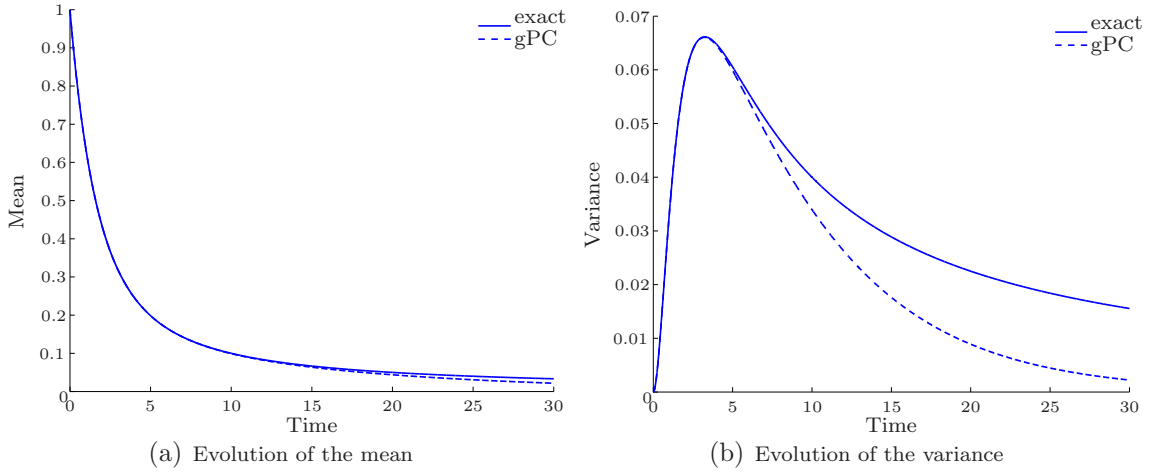 1
0.9
0.8
0.7
0.6
0.5
0.4
0.3
0.2
0.1
0
Mean
exact
gPC
0 5 10 15 20 25 30
Time
(a) Evolution of the mean
0.07
0.06
0.05
0.04
0.03
0.02
0.01
0
Variance
exact
gPC
0 5 10 15 20 25 30
Time
(b) Evolution of the variance